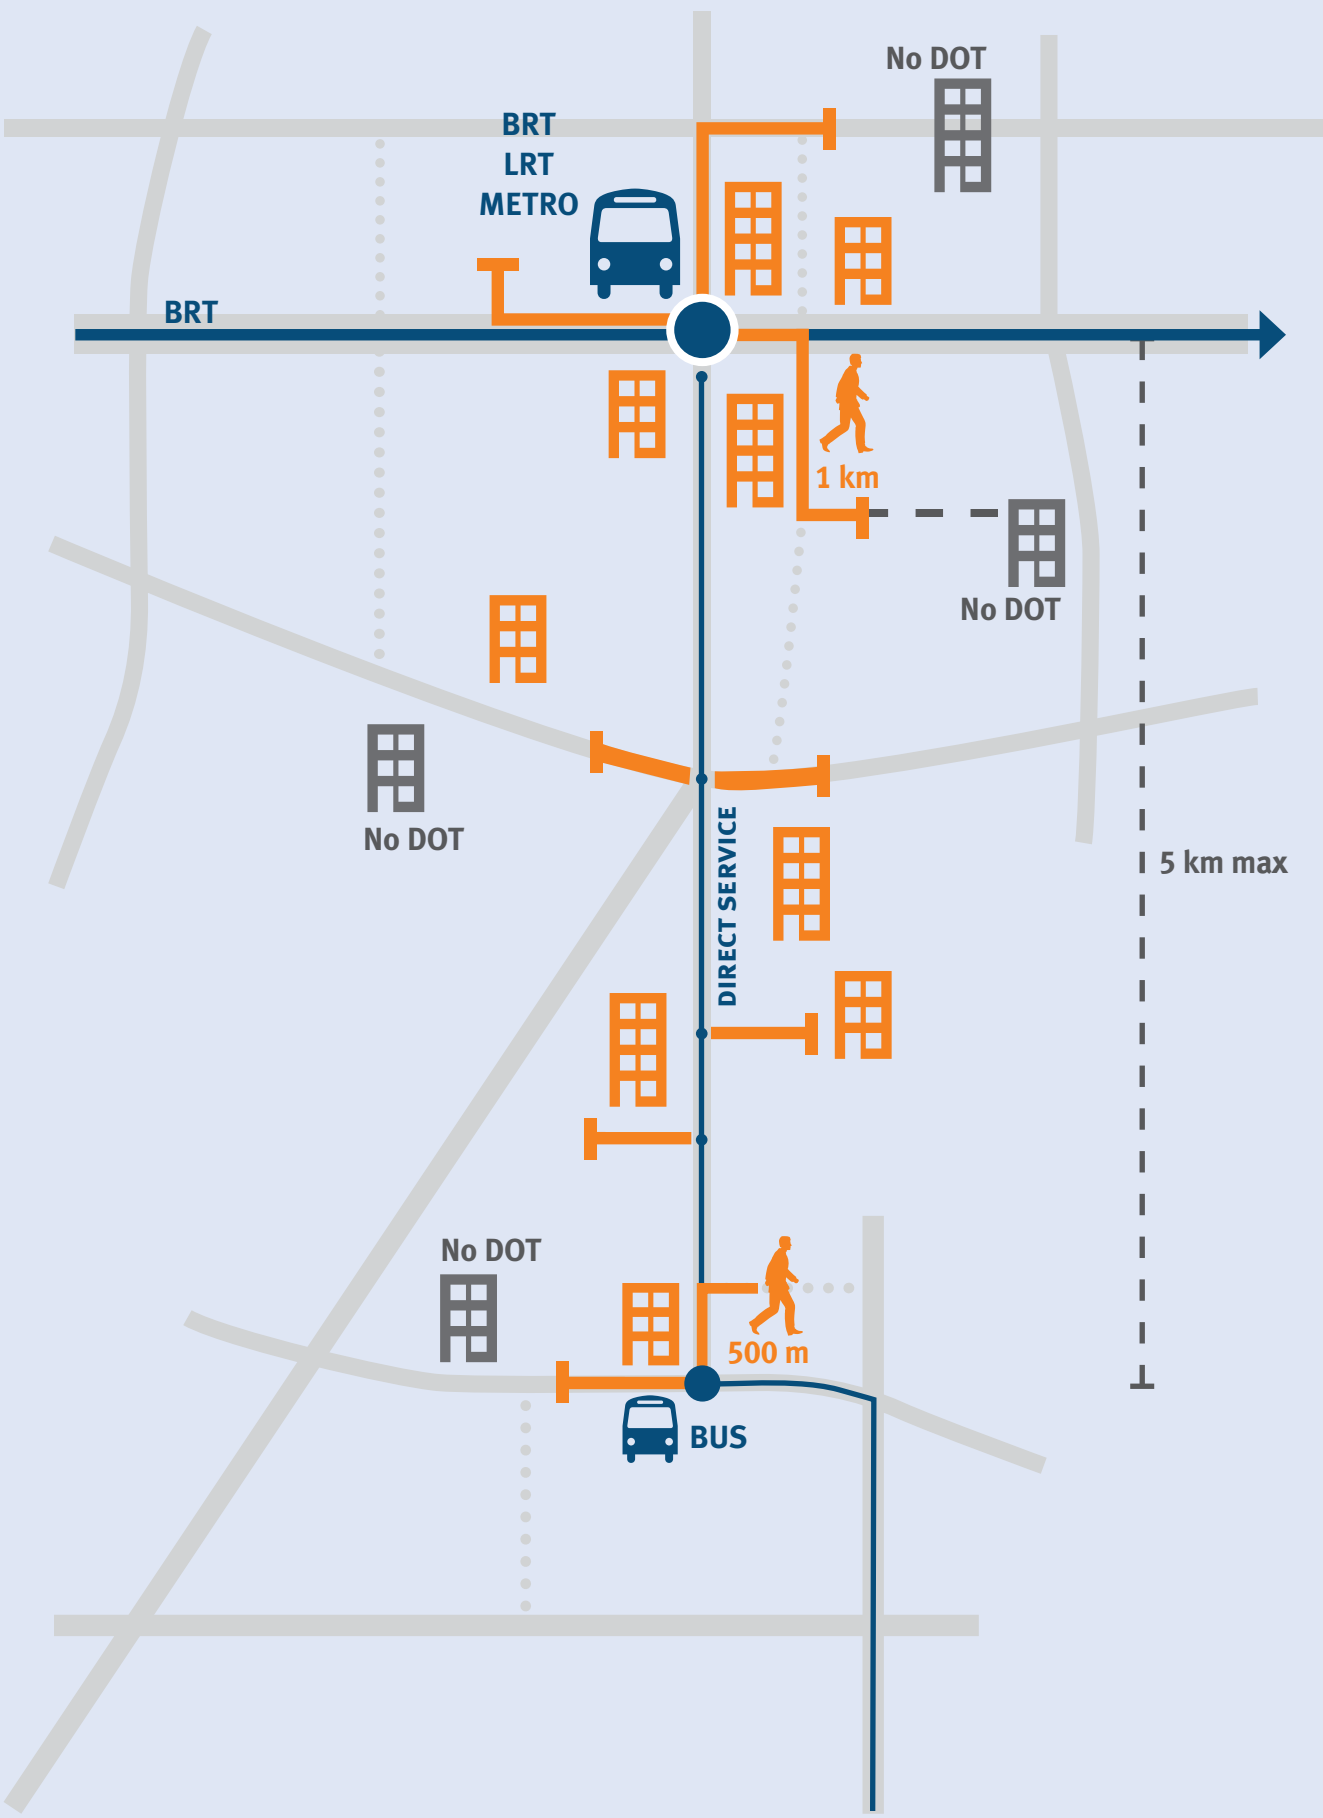 No DOT
BRT
LRT
METRO
BRT
1 km
No DOT
No DOT
DIRECT SERVICE
5 km max
No DOT
500 m
BUS